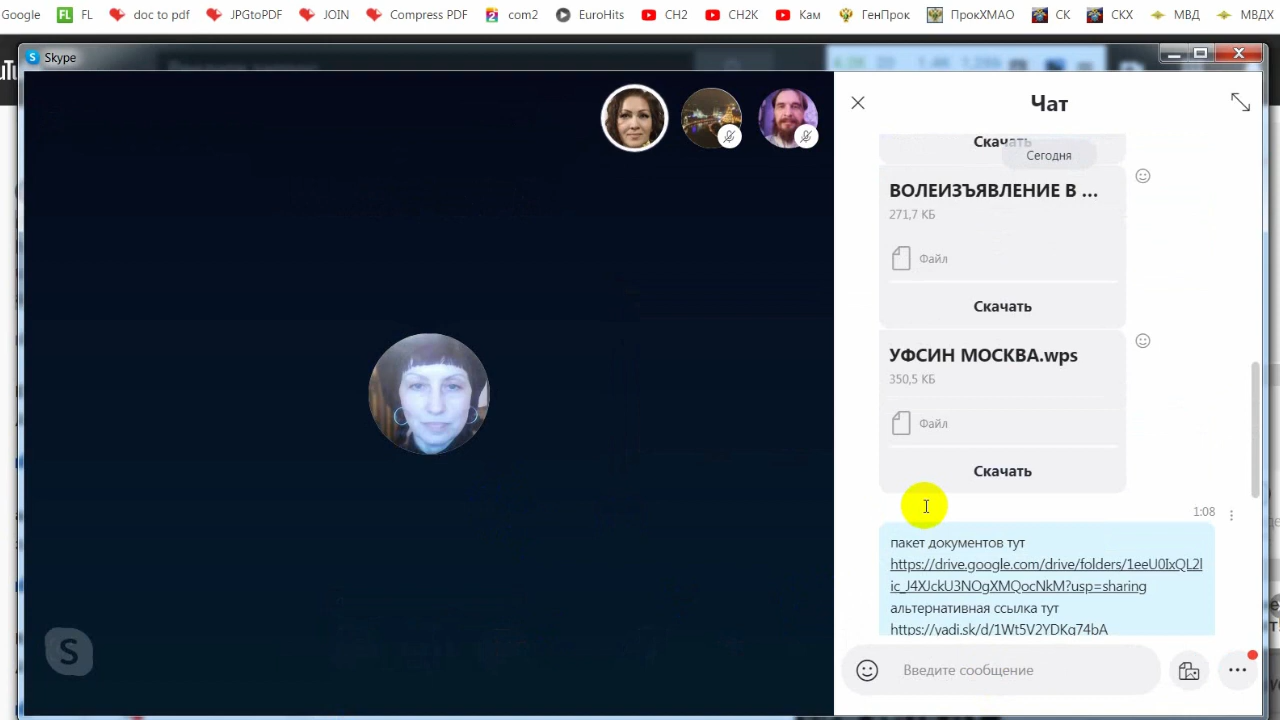 Google
FL
doc to pdf
JPGtoPDF
JOIN
Compress PDF
com2
EuroHits
CH2
CH2K
Кам
ГенПрок
ПрокХМАО
СК
СКХ
МВД
МВДХ
Skype
Чат
Скачать
Сегодня
ВОЛЕИЗЪЯВЛЕНИЕ В ...
271,7 КБ
Файл
Скачать
УФСИН МОСКВА.wps
350,5 КБ
Файл
Скачать
1:08
пакет документов тут
https://drive.google.com/drive/folders/1eeU0IxQL2l
ic_J4XJckU3NOgXMQocNkM?usp=sharing
альтернативная ссылка тут
https://yadi.sk/d/1Wt5V2YDKg74bA
Введите сообщение